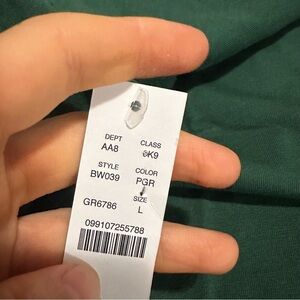 DEPT CLASS
AA8 6K9
STYLE COLOR
BW039 PGR
SIZE
GR6786 L
099107255788